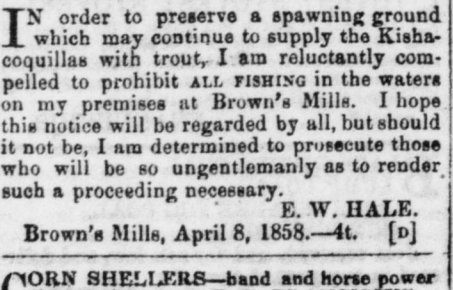 IN order to preserve a spawning ground
which may continue to supply the Kisha-
coquillas with trout, I am reluctantly com-
pelled to prohibit ALL FISHING in the waters
on my premises at Brown's Mills. I hope
this notice will be regarded by all, but should
it not be, I am determined to prosecute those
who will be so ungentlemanly as to render
such a proceeding necessary.
E. W. HALE.
Brown's Mills, April 8, 1858.—4t. [D]
CORN SHELLERS—hand and horse power